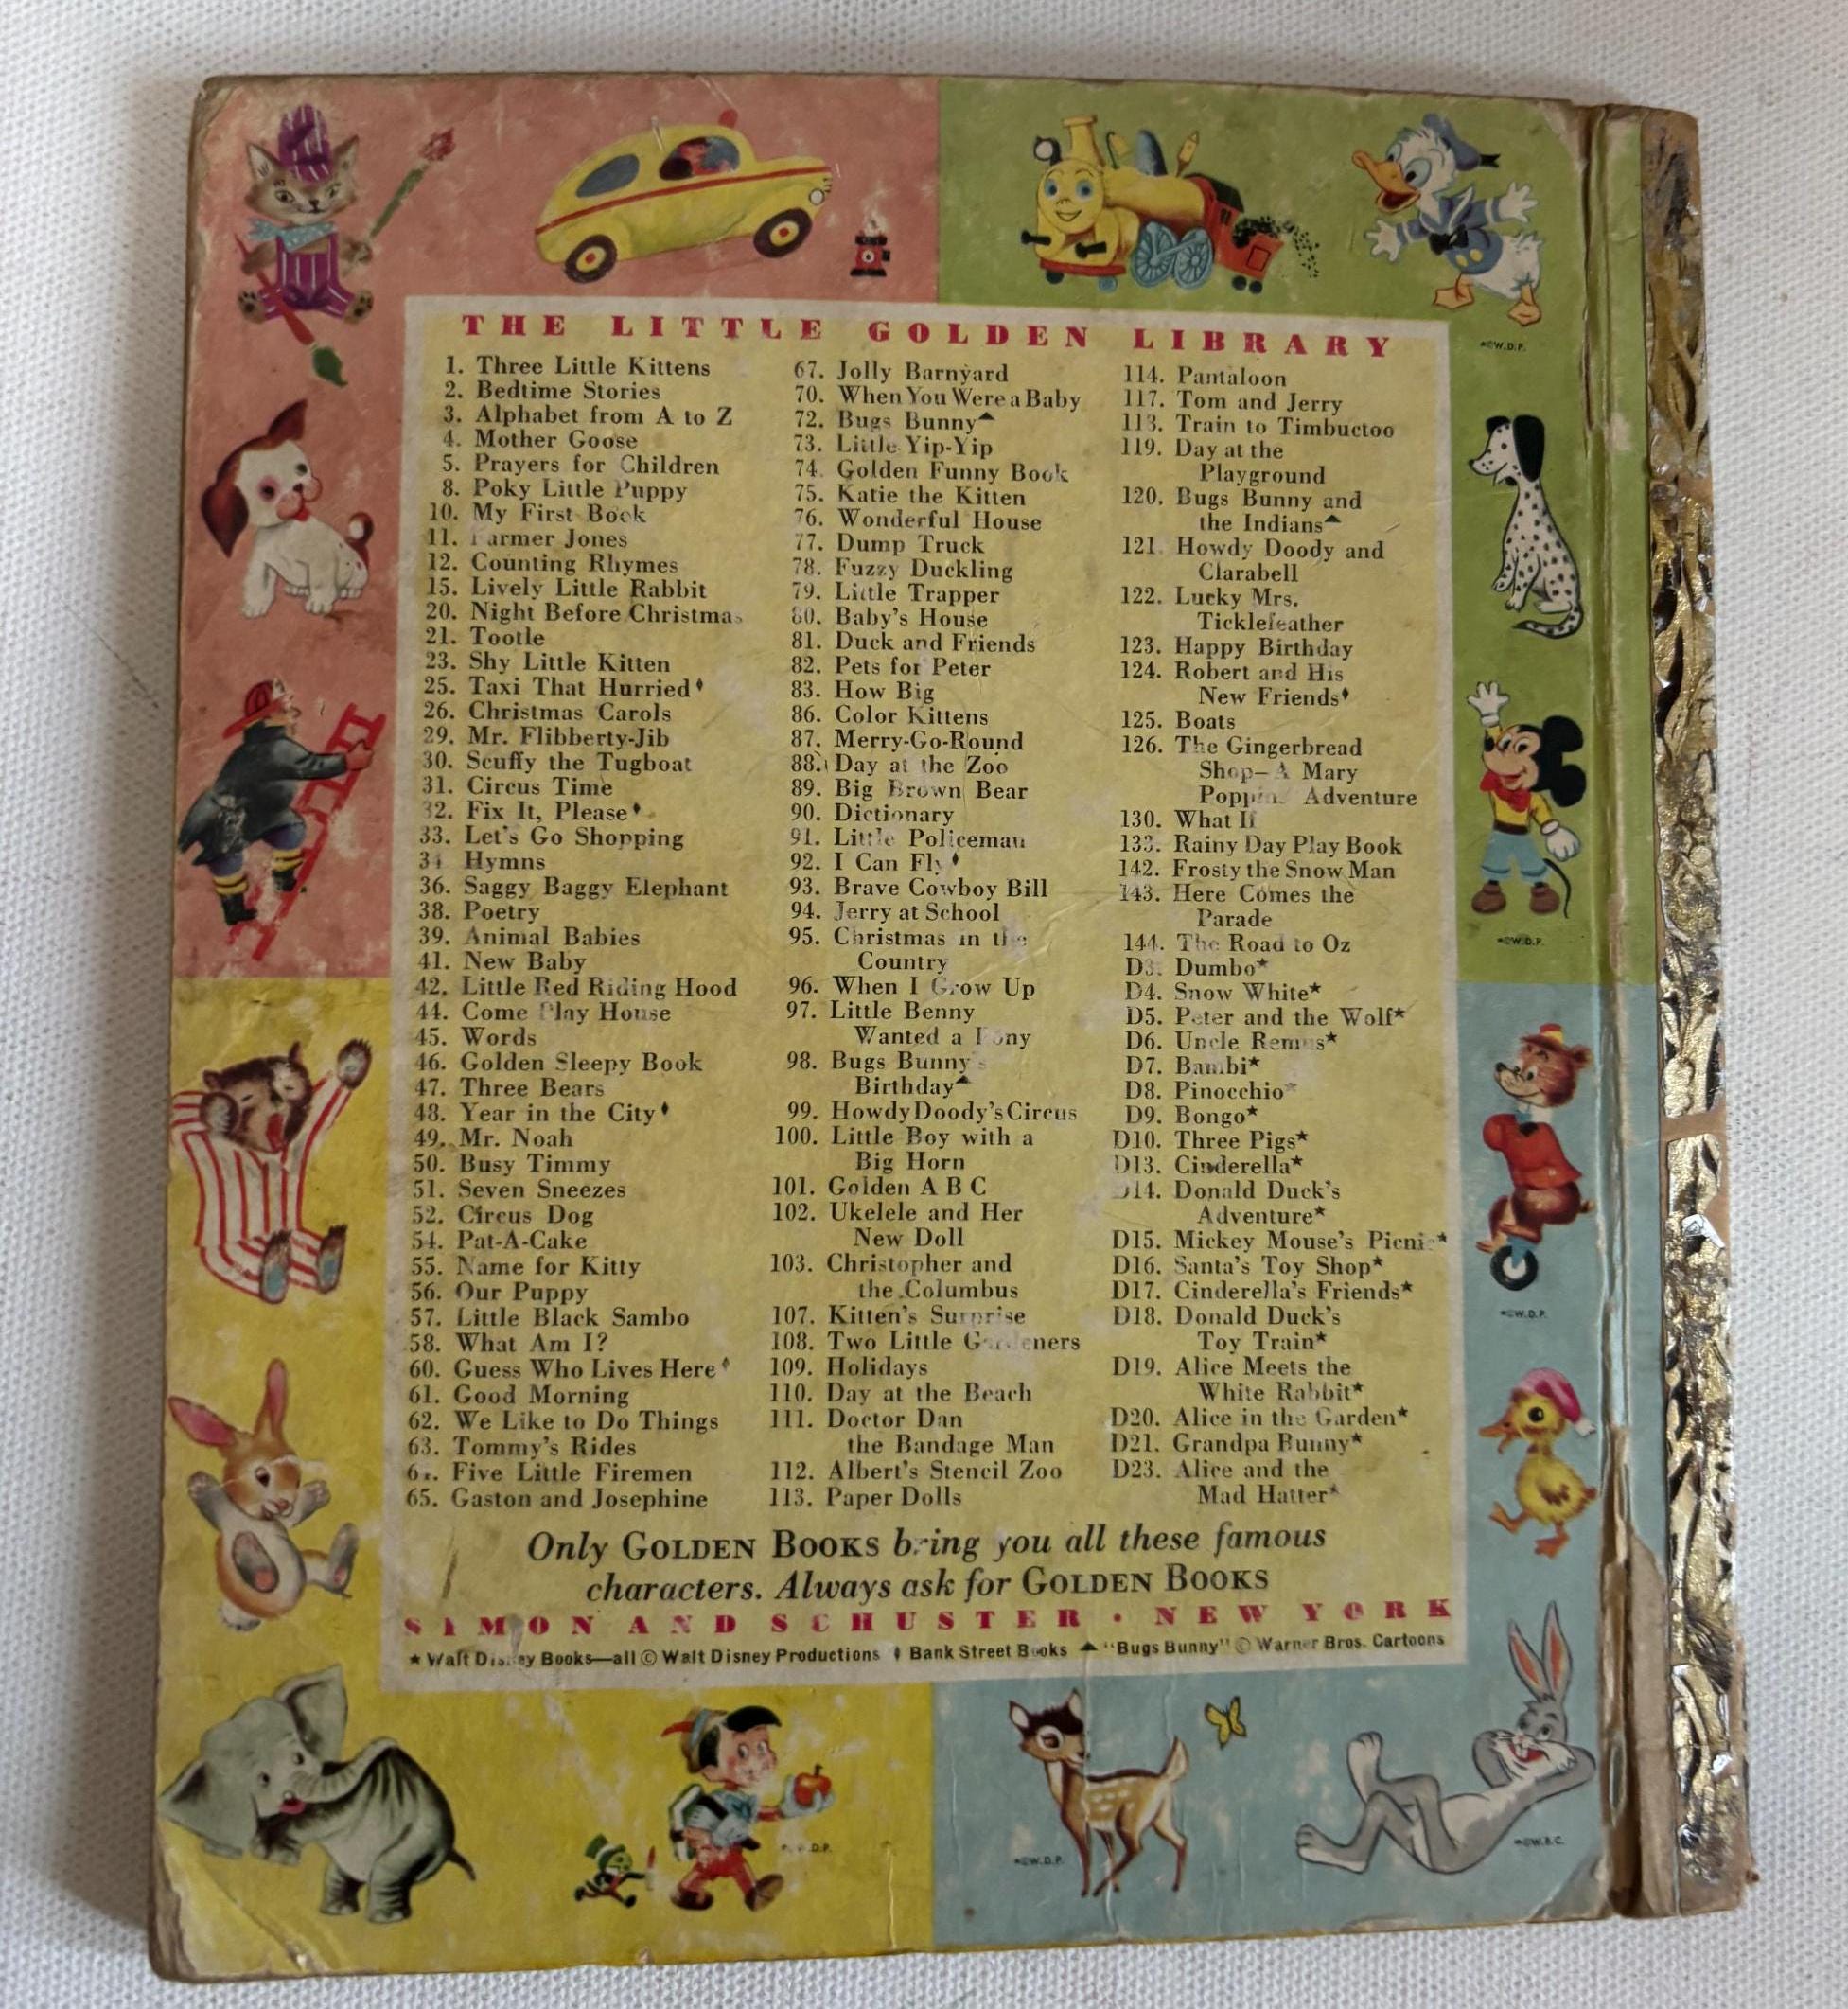 THE LITTLE GOLDEN LIBRARY
1. Three Little Kittens
2. Bedtime Stories
3. Alphabet from A to Z
4. Mother Goose
5. Prayers for Children
8. Poky Little Puppy
10. My First Book
11. armer Jones
12. Counting Rhymes
15. Lively Little Rabbit
20. Night Before Christmas
21. Tootle
23. Shy Little Kitten
25. Taxi That Hurried♦
26. Christmas Carols
29. Mr. Flibberty-Jib
30. Scuffy the Tugboat
31. Circus Time
32. Fix It, Please♦
33. Let's Go Shopping
34 Hymns
36. Saggy Baggy Elephant
38. Poetry
39. Animal Babies
41. New Baby
42. Little Red Riding Hood
44. Come Play House
45. Words
46. Golden Sleepy Book
47. Three Bears
48. Year in the City♦
49. Mr. Noah
50. Busy Timmy
51. Seven Sneezes
52. Circus Dog
54. Pat-A-Cake
55. Name for Kitty
56. Our Puppy
57. Little Black Sambo
58. What Am I?
60. Guess Who Lives Here♦
61. Good Morning
62. We Like to Do Things
63. Tommy's Rides
Five Little Firemen
65. Gaston and Josephine
67. Jolly Barnyard
70. When You Were a Baby
72. Bugs Bunny▲
73. Little Yip-Yip
74. Golden Funny Book
75. Katie the Kitten
76. Wonderful House
77. Dump Truck
78. Fuzzy Duckling
79. Little Trapper
80. Baby's House
81. Duck and Friends
82. Pets for Peter
83. How Big
86. Color Kittens
87. Merry-Go-Round
88. Day at the Zoo
89. Big Brown Bear
90. Dictionary
91. Little Policeman
92. I Can Fly♦
93. Brave Cowboy Bill
94. Jerry at School
95. Christmas in the
Country
96. When I Grow Up
97. Little Benny
Wanted a Pony
98. Bugs Bunny's
Birthday▲
99. Howdy Doody's Circus
100. Little Boy with a
Big Horn
101. Golden A B C
102. Ukelele and Her
New Doll
103. Christopher and
the Columbus
107. Kitten's Surprise
108. Two Little Gardeners
109. Holidays
110. Day at the Beach
111. Doctor Dan
the Bandage Man
112. Albert's Stencil Zoo
113. Paper Dolls
114. Pantaloon
117. Tom and Jerry
118. Train to Timbuctoo
119. Day at the
Playground
120. Bugs Bunny and
the Indians▲
121. Howdy Doody and
Clarabell
122. Lucky Mrs.
Ticklefeather
123. Happy Birthday
124. Robert and His
New Friends♦
125. Boats
126. The Gingerbread
Shop—A Mary
Poppins Adventure
130. What If
133. Rainy Day Play Book
142. Frosty the Snow Man
143. Here Comes the
Parade
144. The Road to Oz
D3. Dumbo★
D4. Snow White★
D5. Peter and the Wolf★
D6. Uncle Remus★
D7. Bambi★
D8. Pinocchio★
D9. Bongo★
D10. Three Pigs★
D13. Cinderella★
D14. Donald Duck's
Adventure★
D15. Mickey Mouse's Picnic★
D16. Santa's Toy Shop★
D17. Cinderella's Friends★
D18. Donald Duck's
Toy Train★
D19. Alice Meets the
White Rabbit★
D20. Alice in the Garden★
D21. Grandpa Bunny★
D23. Alice and the
Mad Hatter★
Only GOLDEN BOOKS bring you all these famous
characters. Always ask for GOLDEN BOOKS
SIMON AND SCHUSTER · NEW YORK
★ Walt Disney Books—all © Walt Disney Productions ♦ Bank Street Books ▲ "Bugs Bunny" © Warner Bros. Cartoons
★©W.D.P.
★©W.D.P.
★©W.D.P.
★©W.D.P.
★©W.B.C.